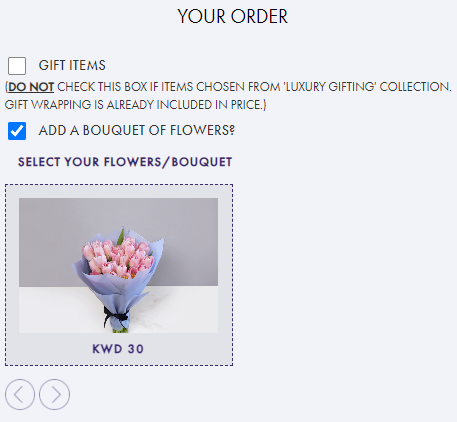 YOUR ORDER
GIFT ITEMS
(DO NOT CHECK THIS BOX IF ITEMS CHOSEN FROM 'LUXURY GIFTING' COLLECTION.
GIFT WRAPPING IS ALREADY INCLUDED IN PRICE.)
ADD A BOUQUET OF FLOWERS?
SELECT YOUR FLOWERS/BOUQUET
KWD 30